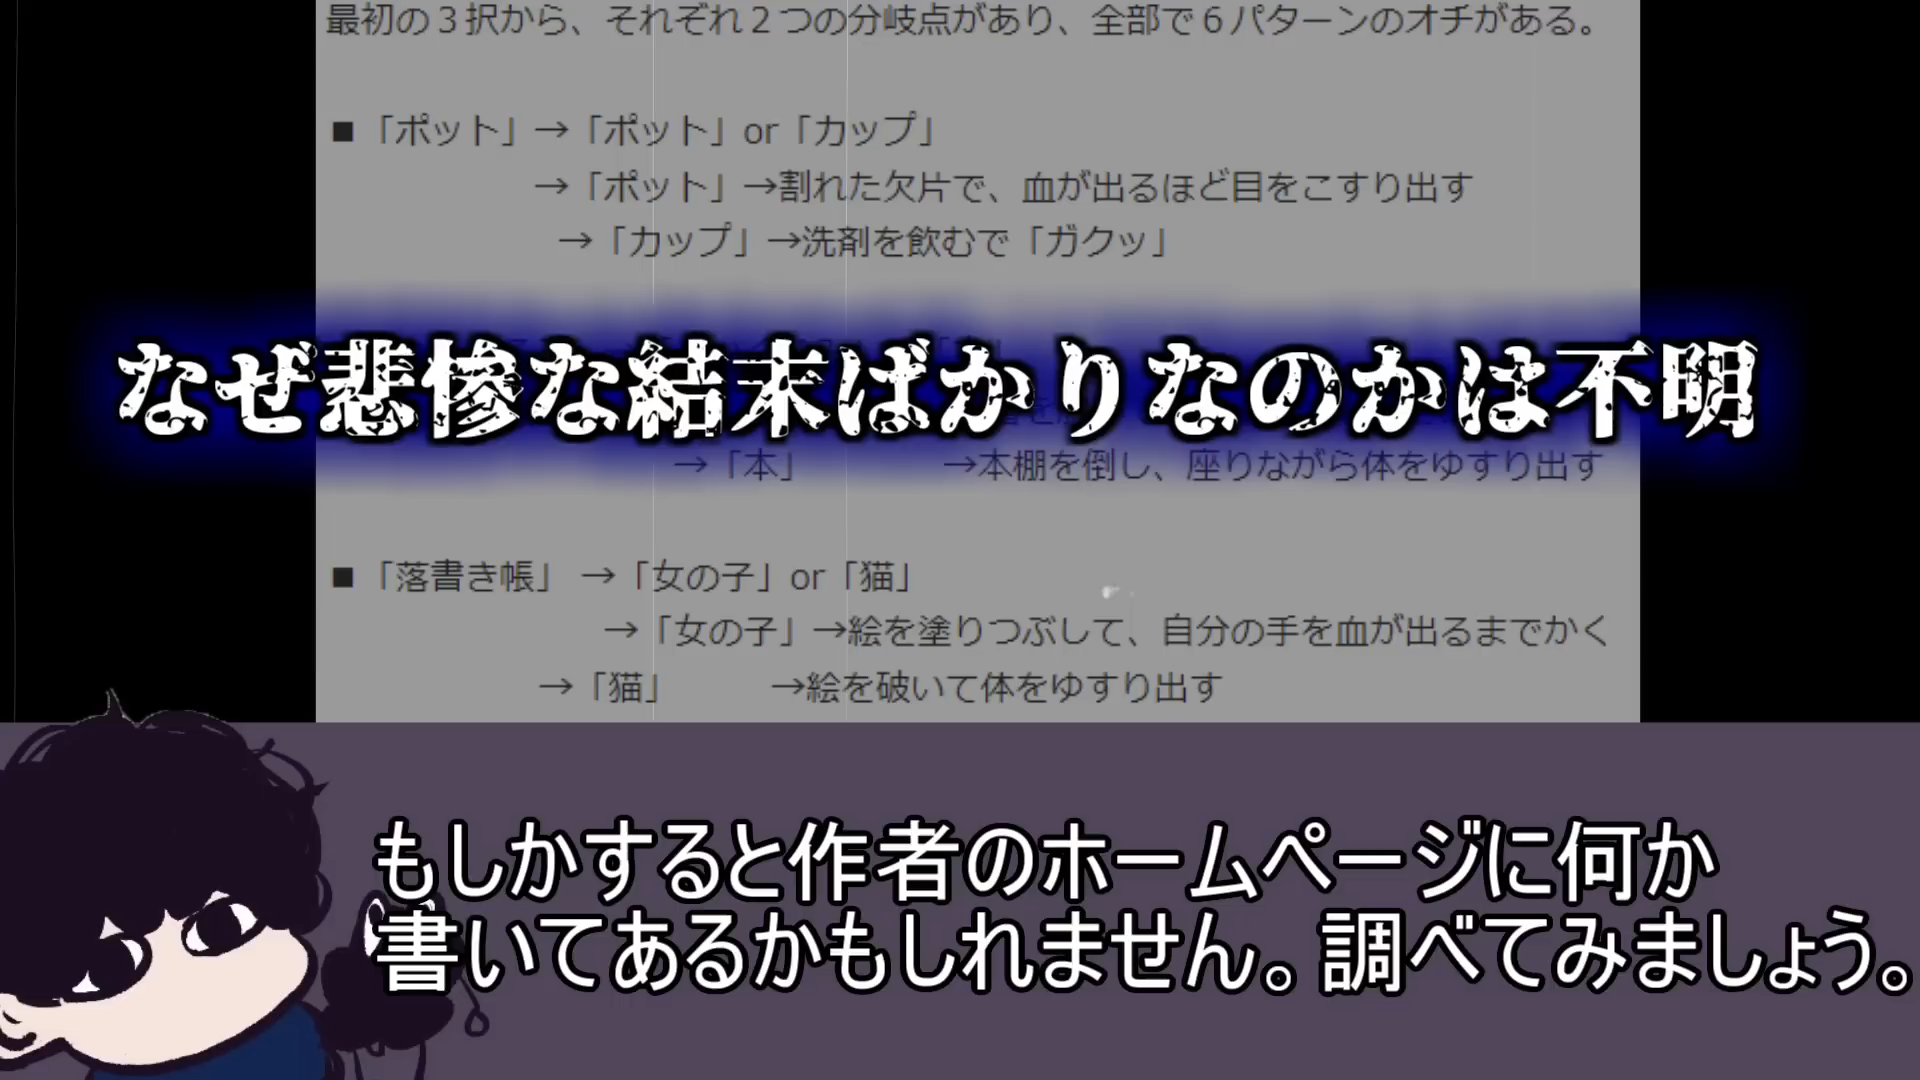 最初の３択から、それぞれ２つの分岐点があり、全部で６パターンのオチがある。
■「ポット」→「ポット」or「カップ」
→「ポット」→割れた欠片で、血が出るほど目をこすり出す
→「カップ」→洗剤を飲むで「ガクッ」
なぜ悲惨な結末ばかりなのかは不明
→「本」 →本棚を倒し、座りながら体をゆすり出す
■「落書き帳」→「女の子」or「猫」
→「女の子」→絵を塗りつぶして、自分の手を血が出るまでかく
→「猫」 →絵を破いて体をゆすり出す
もしかすると作者のホームページに何か
書いてあるかもしれません。調べてみましょう。